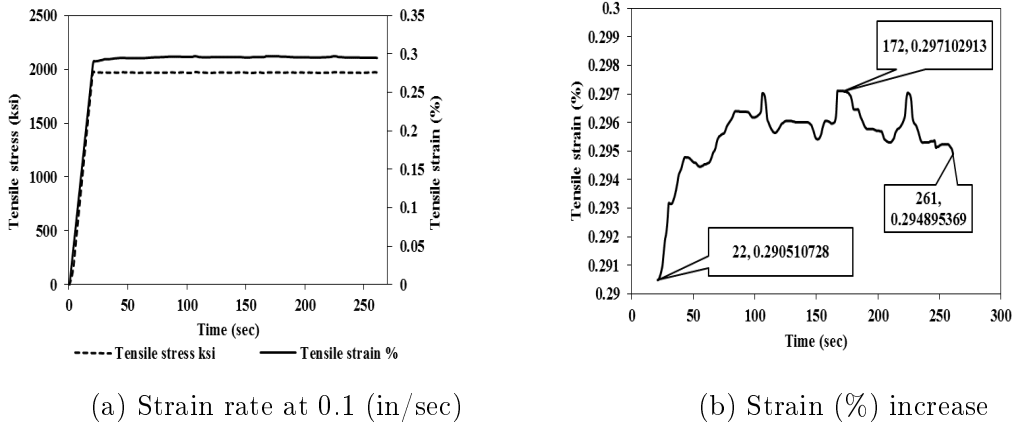 2500
2000
1500
1000
500
0
Tensile stress (ksi)
0.35
0.3
0.25
0.2
0.15
0.1
0.05
0
Tensile strain (%)
0 50 100 150 200 250 300
Time (sec)
Tensile stress ksi Tensile strain %
(a) Strain rate at 0.1 (in/sec)
0.3
0.299
0.298
0.297
0.296
0.295
0.294
0.293
0.292
0.291
0.29
Tensile strain (%)
172, 0.297102913
261,
0.294895369
22, 0.290510728
0 50 100 150 200 250 300
Time (sec)
(b) Strain (%) increase